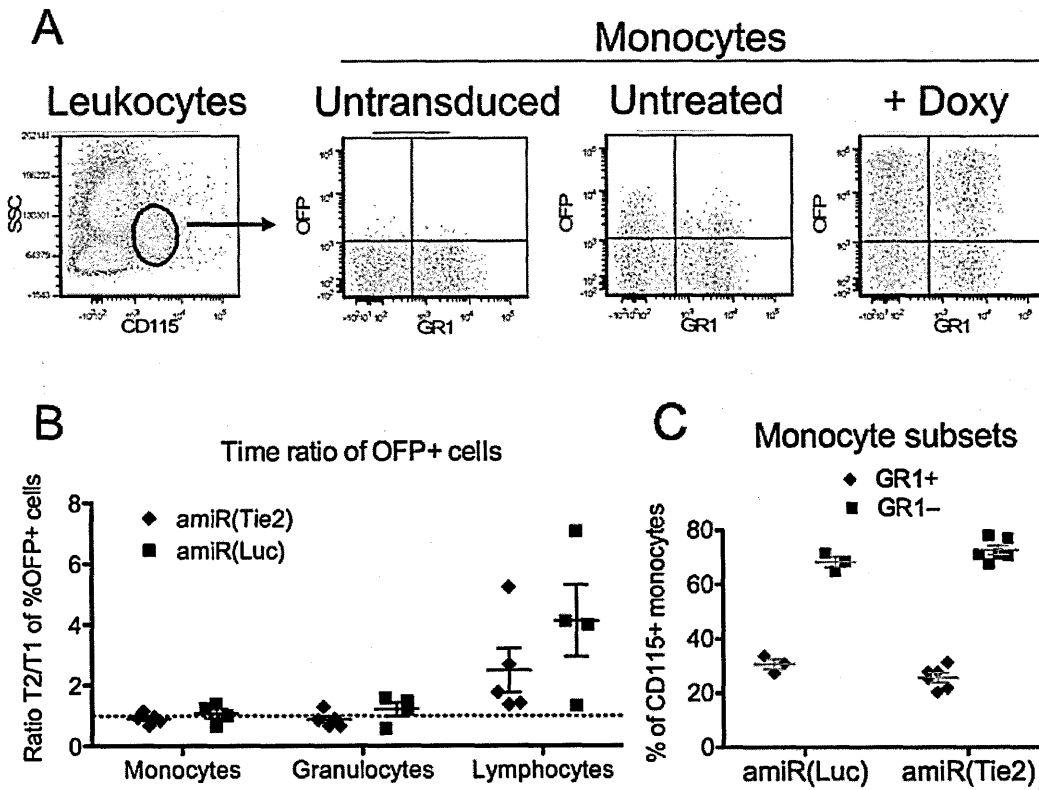 A
Monocytes
Leukocytes
Untransduced
Untreated
+ Doxy
SSC
CD115
OFP
GR1
OFP
GR1
OFP
GR1
B
Time ratio of OFP+ cells
Ratio T2/T1 of %OFP+ cells
8
6
4
2
0
amiR(Tie2)
amiR(Luc)
Monocytes
Granulocytes
Lymphocytes
C
Monocyte subsets
GR1+
GR1–
% of CD115+ monocytes
80
60
40
20
0
amiR(Luc)
amiR(Tie2)